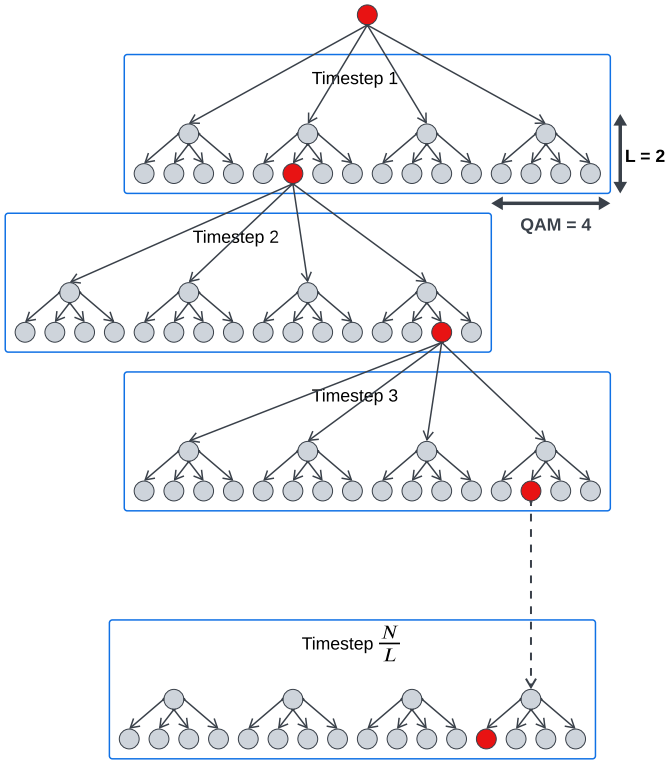 Timestep 1
L = 2
QAM = 4
Timestep 2
Timestep 3
Timestep N/L